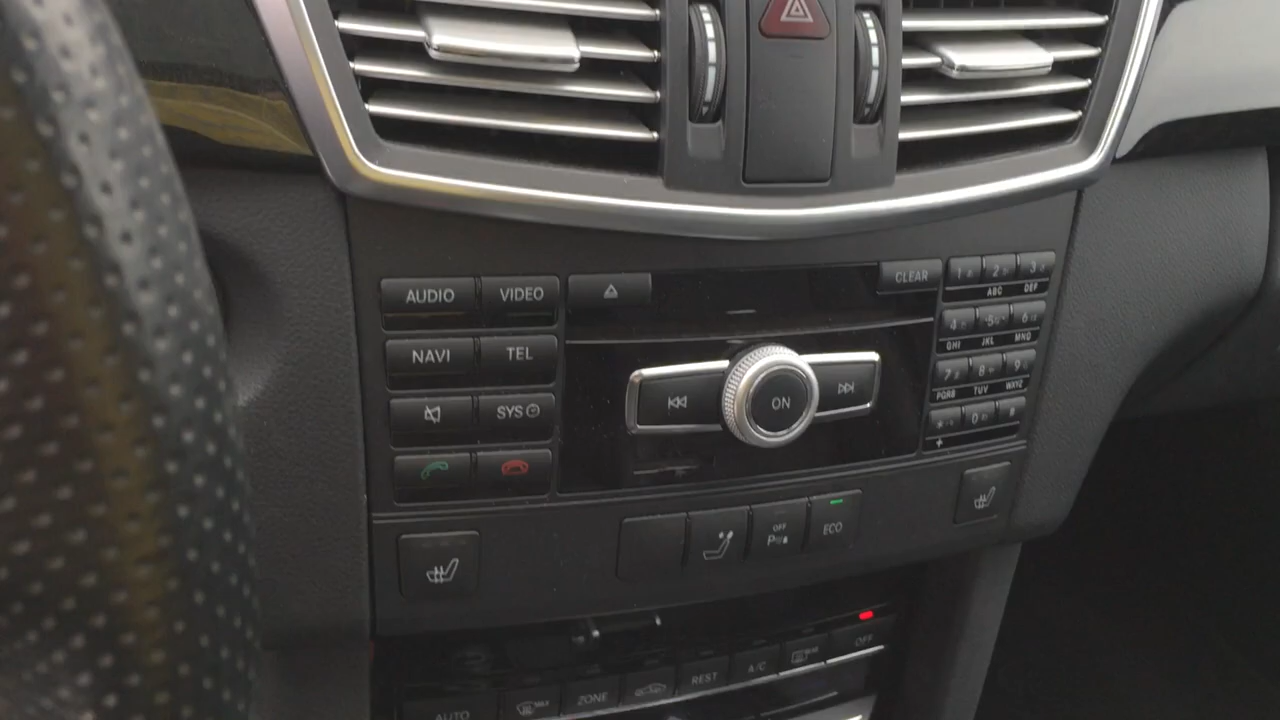 AUDIO VIDEO
CLEAR
1 2 3
ABC DEF
NAVI TEL
4 5 6
GHI JKL MNO
ON
SYS
7 8 9
PQRS TUV WXYZ
* 0 #
+
OFF
P
ECO
OFF
A/C
REST
ZONE
AUTO